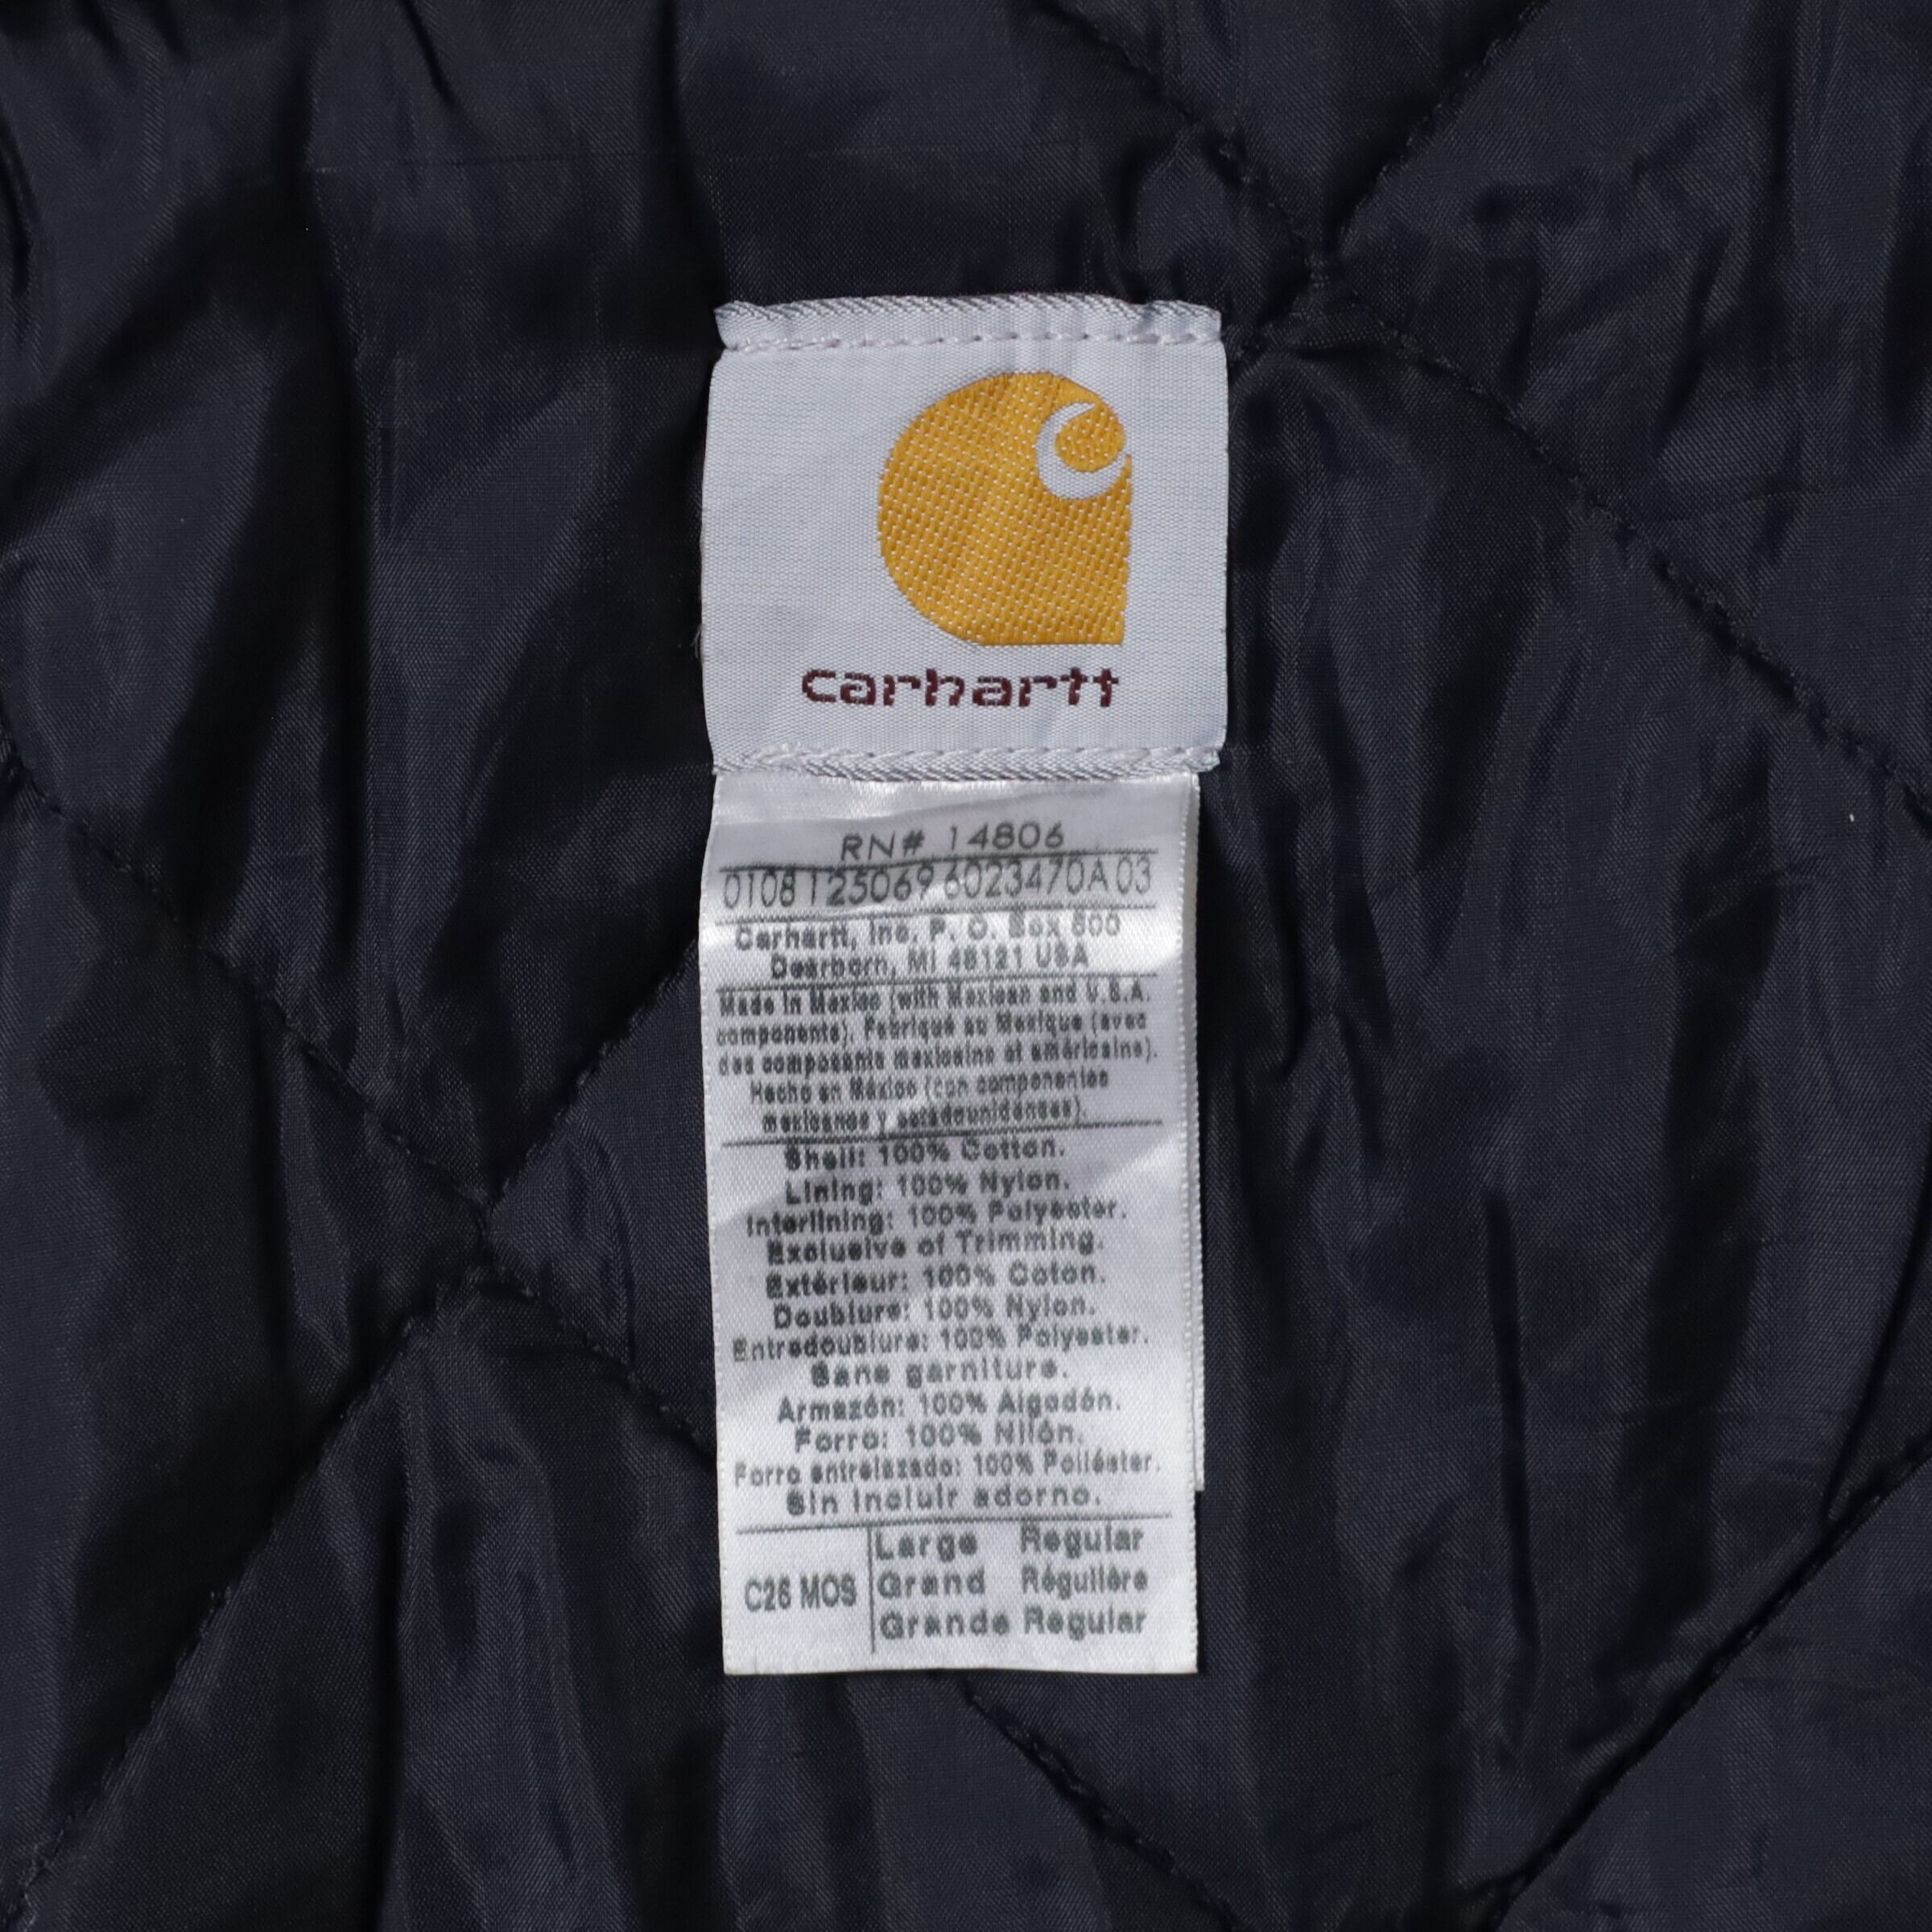 carhartt
RN# 14806
0108 125069 6023470A 03
Carhartt, Inc, P. O. Box 600
Dearborn, MI 48121 USA
Made in Mexico (with Mexican and U.S.A.
components). Fabriqué au Mexique (avec
des composants mexicains et américains).
Hecho en México (con componentes
mexicanos y estadounidenses).
Shell: 100% Cotton.
Lining: 100% Nylon.
Interlining: 100% Polyester.
Exclusive of Trimming.
Extérieur: 100% Coton.
Doublure: 100% Nylon.
Entredoublure: 100% Polyester.
Sans garniture.
Armazón: 100% Algodón.
Forro: 100% Nilón.
Forro entrelazado: 100% Poliéster.
Sin incluir adorno.
C26 MOS
Large Regular
Grand Régulière
Grande Regular